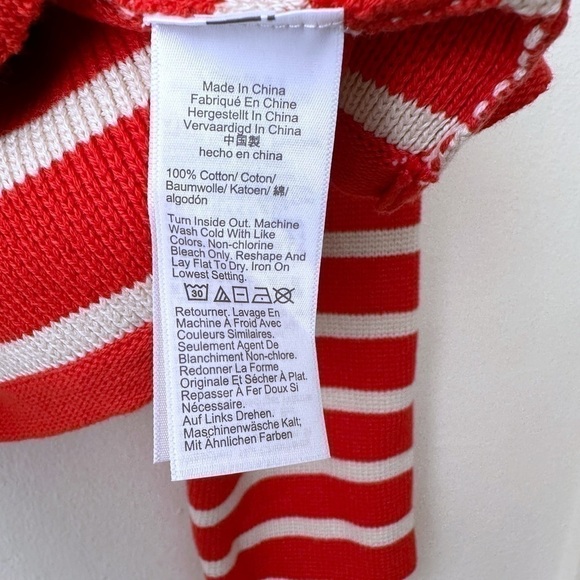 Made In China
Fabriqué En Chine
Hergestellt In China
Vervaardigd In China
中国製
hecho en china
100% Cotton/ Coton/
Baumwolle/ Katoen/ 綿/
algodón
Turn Inside Out. Machine
Wash Cold With Like
Colors. Non-chlorine
Bleach Only. Reshape And
Lay Flat To Dry. Iron On
Lowest Setting.
30
Retourner. Lavage En
Machine À Froid Avec
Couleurs Similaires.
Seulement Agent De
Blanchiment Non-chlore.
Redonner La Forme
Originale Et Sécher À Plat.
Repasser À Fer Doux Si
Nécessaire.
Auf Links Drehen.
Maschinenwäsche Kalt;
Mit Ähnlichen Farben